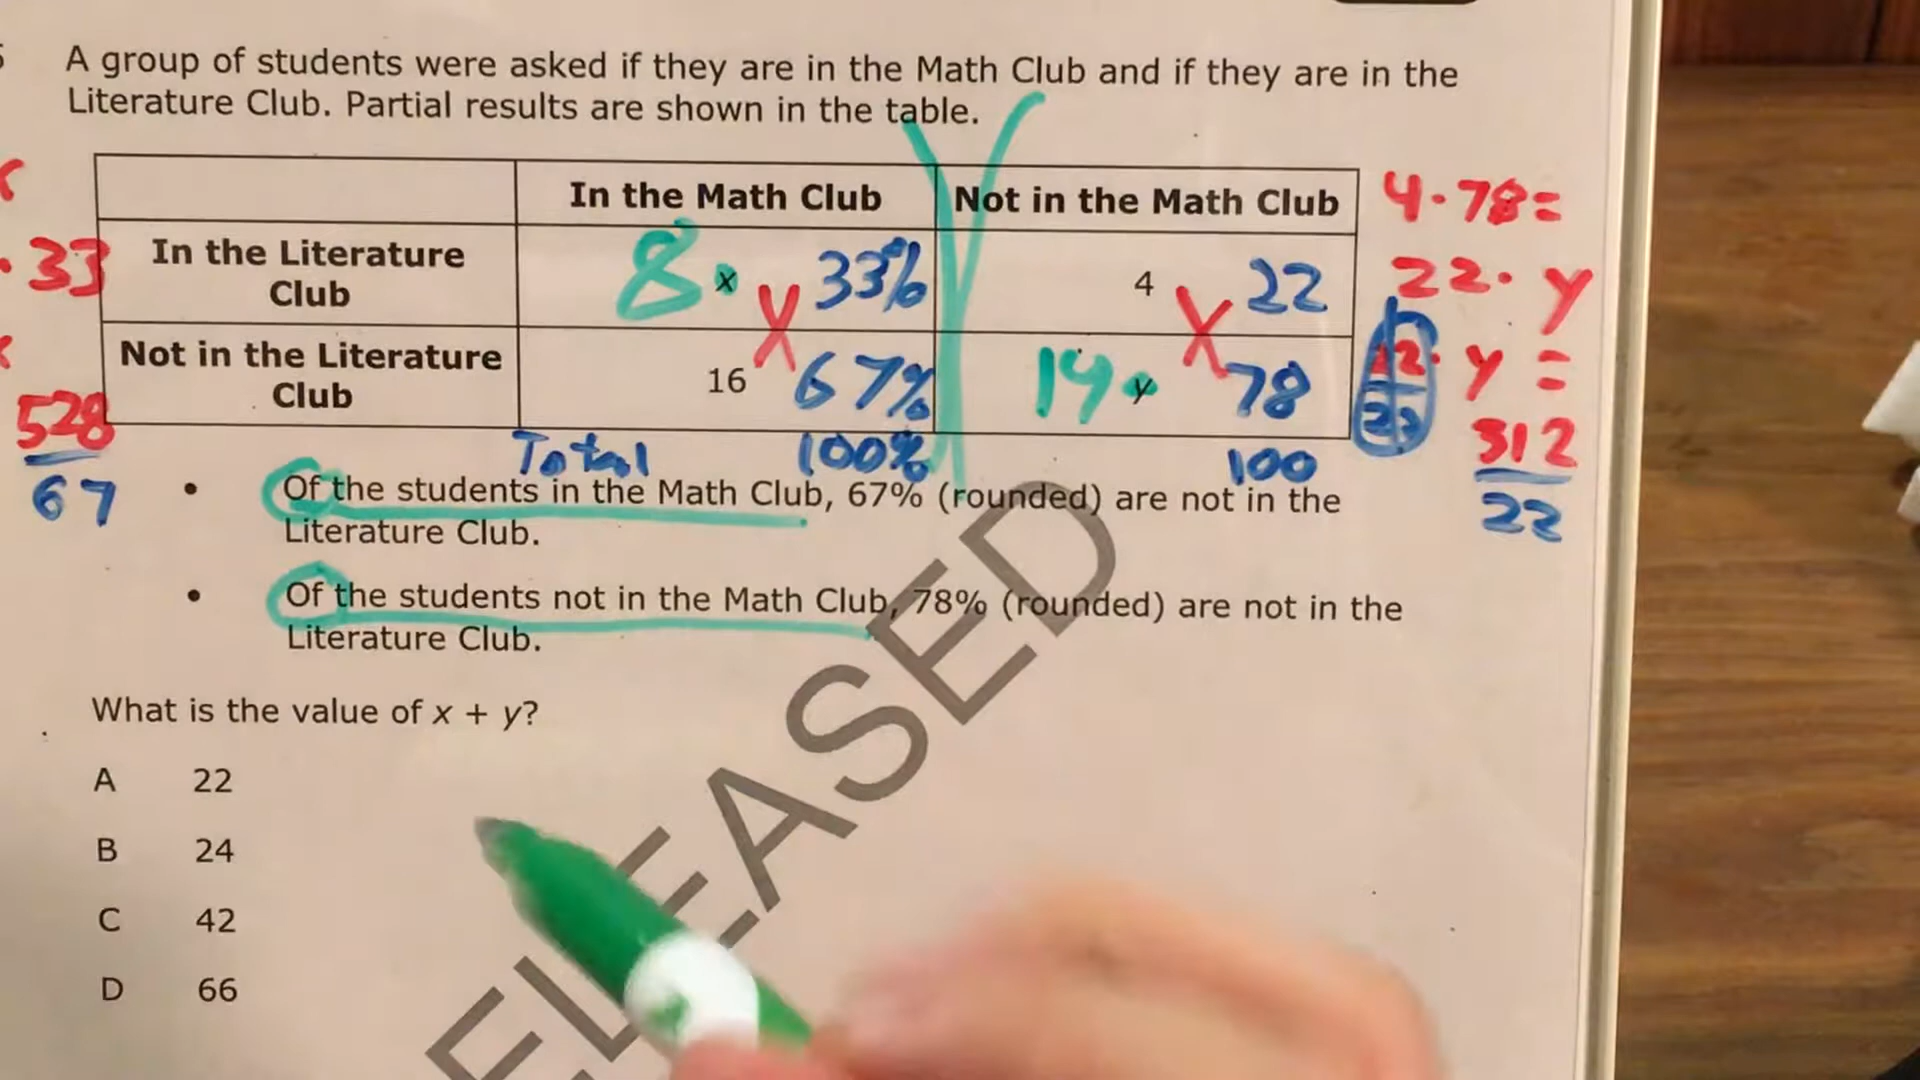 A group of students were asked if they are in the Math Club and if they are in the
Literature Club. Partial results are shown in the table.
In the Math Club Not in the Math Club 4·78=
·33 In the Literature Club 8 x 33% 4 22 22·y
Not in the Literature Club 16 67% 14 y 78 y =
528 Total 100% 100 312
67 22
• Of the students in the Math Club, 67% (rounded) are not in the
Literature Club.
• Of the students not in the Math Club, 78% (rounded) are not in the
Literature Club.
What is the value of x + y?
A 22
B 24
C 42
D 66
ELEASED